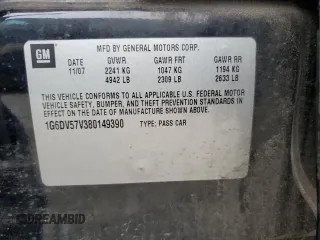 GM
MFD BY GENERAL MOTORS CORP.
DATE GVWR GAWR FRT GAWR RR
11/07 2241 KG 1047 KG 1194 KG
4942 LB 2309 LB 2633 LB
THIS VEHICLE CONFORMS TO ALL APPLICABLE U.S. FEDERAL MOTOR
VEHICLE SAFETY, BUMPER, AND THEFT PREVENTION STANDARDS IN
EFFECT ON THE DATE OF MANUFACTURE SHOWN ABOVE.
1G6DV57V380149390 TYPE: PASS CAR
DREAMBID